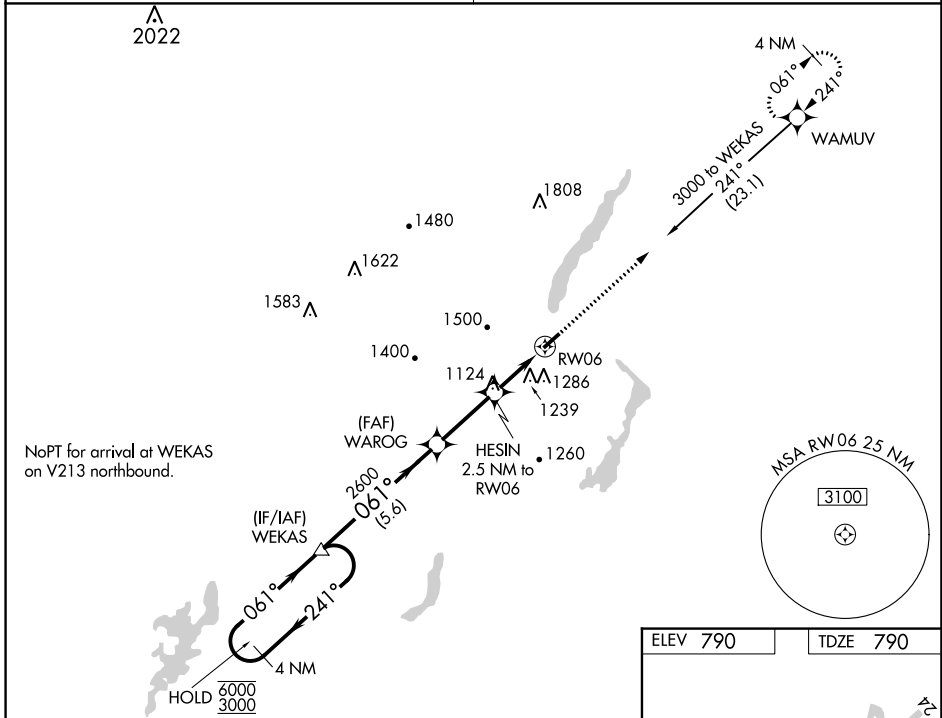 2022
4 NM
061°
241°
WAMUV
3000 to WEKAS
241°
(23.1)
1808
1480
1622
1583
1500
1400
RW06
1124
1286
1239
(FAF)
WAROG
HESIN
2.5 NM to
RW06
1260
NoPT for arrival at WEKAS
on V213 northbound.
MSA RW06 25 NM
3100
2600
061°
(5.6)
(IF/IAF)
WEKAS
061°
241°
4 NM
HOLD 6000
3000
ELEV 790
TDZE 790
24